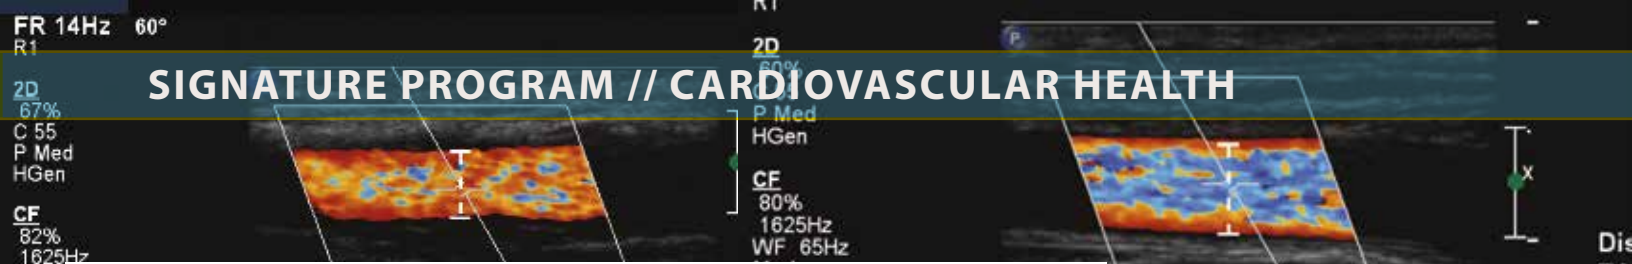 FR 14Hz 60°
R1
2D
67%
C 55
P Med
HGen
CF
82%
1625Hz
SIGNATURE PROGRAM // CARDIOVASCULAR HEALTH
R1
2D
60%
P Med
HGen
CF
80%
1625Hz
WF 65Hz
P
X
Dis